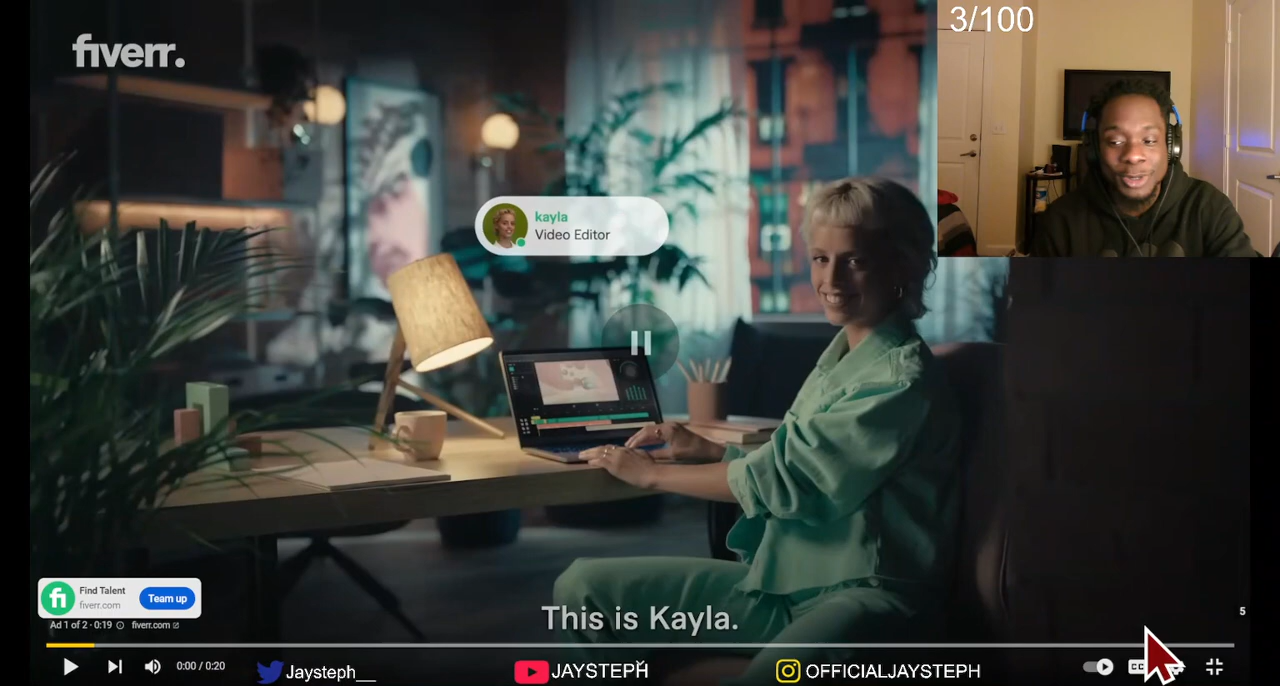 fiverr.
3/100
kayla
Video Editor
Find Talent
fiverr.com
Team up
This is Kayla.
5
Ad 1 of 2 · 0:19
fiverr.com
0:00 / 0:20
Jaysteph__
JAYSTEPH
OFFICIALJAYSTEPH
CC